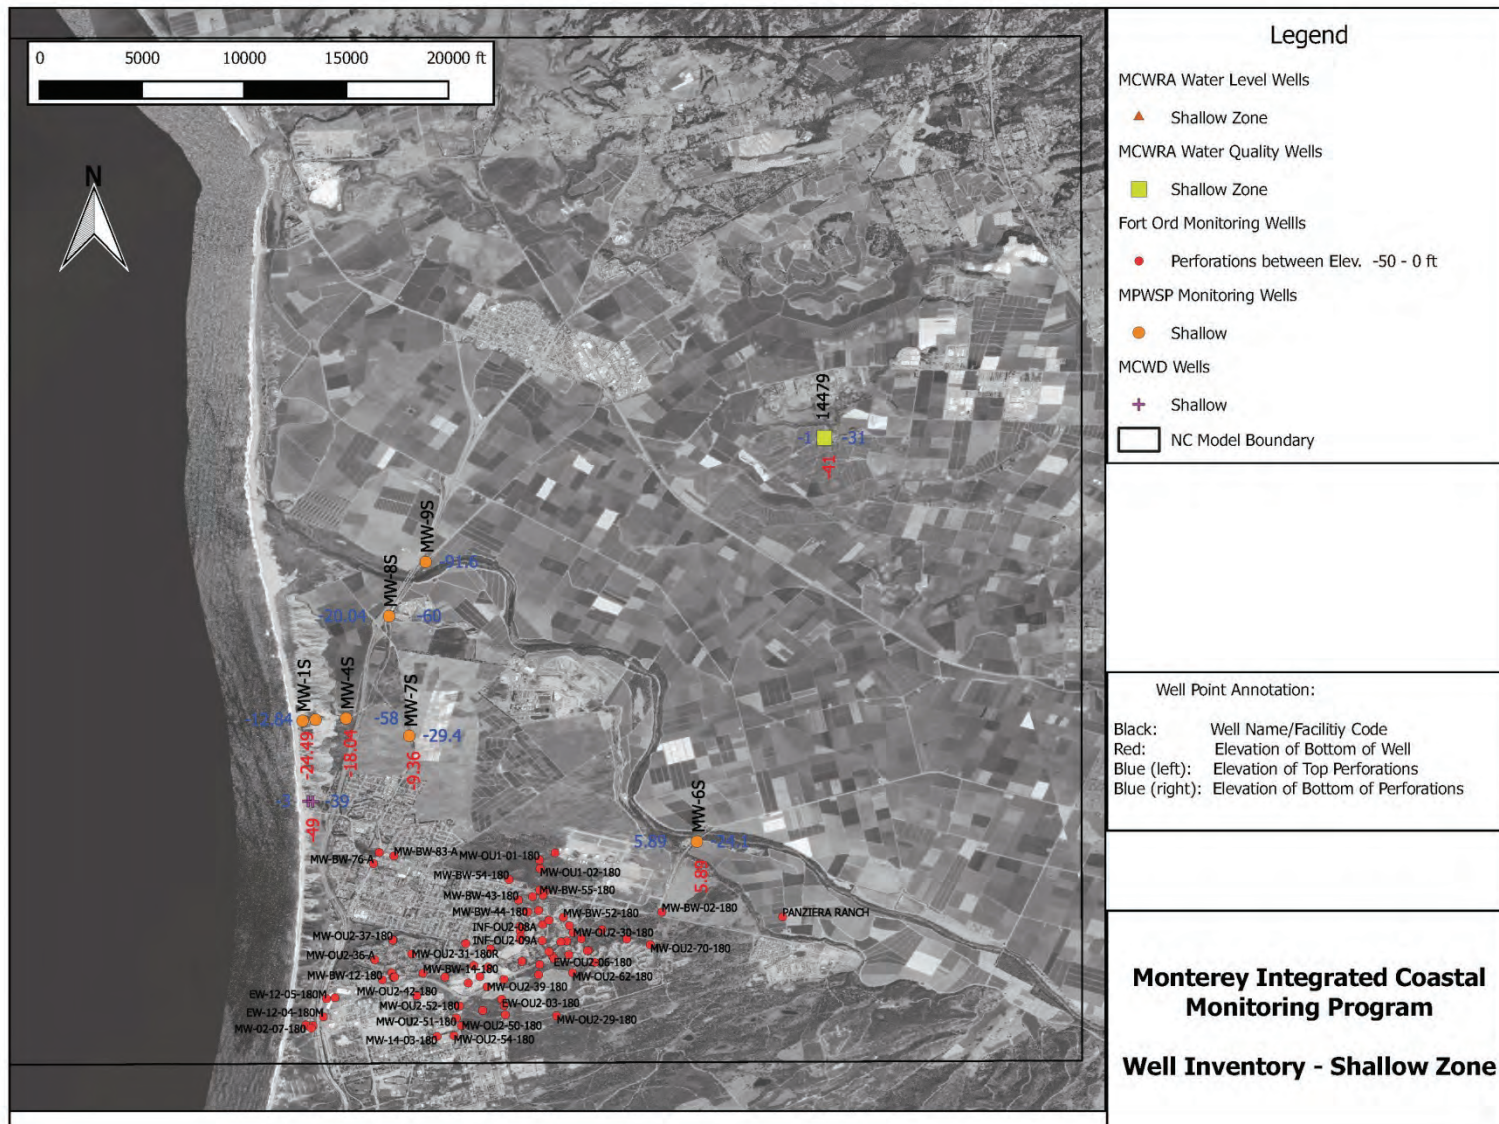 0 5000 10000 15000 20000 ft
N
14479
-1 -31
-41
MW-9S
-91.6
MW-8S
-20.04 -60
MW-1S
MW-4S
-12.84 -58
-24.49
-18.04
MW-7S
-29.4
-9.36
-39
-49
MW-6S
5.89 -24.1
5.89
MW-BW-83-A
MW-BW-76-A
MW-OU1-01-180
MW-OU1-02-180
MW-BW-54-180
MW-BW-55-180
MW-BW-43-180
MW-BW-44-180
MW-BW-52-180
MW-BW-02-180
PANZIERA RANCH
INF-OU2-08A
MW-OU2-30-180
INF-OU2-09A
MW-OU2-37-180
MW-OU2-70-180
MW-OU2-31-180R
MW-OU2-36-A
EW-OU2-06-180
MW-BW-14-180
MW-BW-12-180
MW-OU2-62-180
MW-OU2-39-180
MW-OU2-42-180
EW-12-05-180M
EW-OU2-03-180
MW-OU2-52-180
EW-12-04-180M
MW-OU2-51-180
MW-OU2-29-180
MW-02-07-180
MW-OU2-50-180
MW-14-03-180
MW-OU2-54-180
Legend
MCWRA Water Level Wells
Shallow Zone
MCWRA Water Quality Wells
Shallow Zone
Fort Ord Monitoring Wellls
Perforations between Elev. -50 - 0 ft
MPWSP Monitoring Wells
Shallow
MCWD Wells
Shallow
NC Model Boundary
Well Point Annotation:
Black: Well Name/Facilitiy Code
Red: Elevation of Bottom of Well
Blue (left): Elevation of Top Perforations
Blue (right): Elevation of Bottom of Perforations
Monterey Integrated Coastal
Monitoring Program
Well Inventory - Shallow Zone